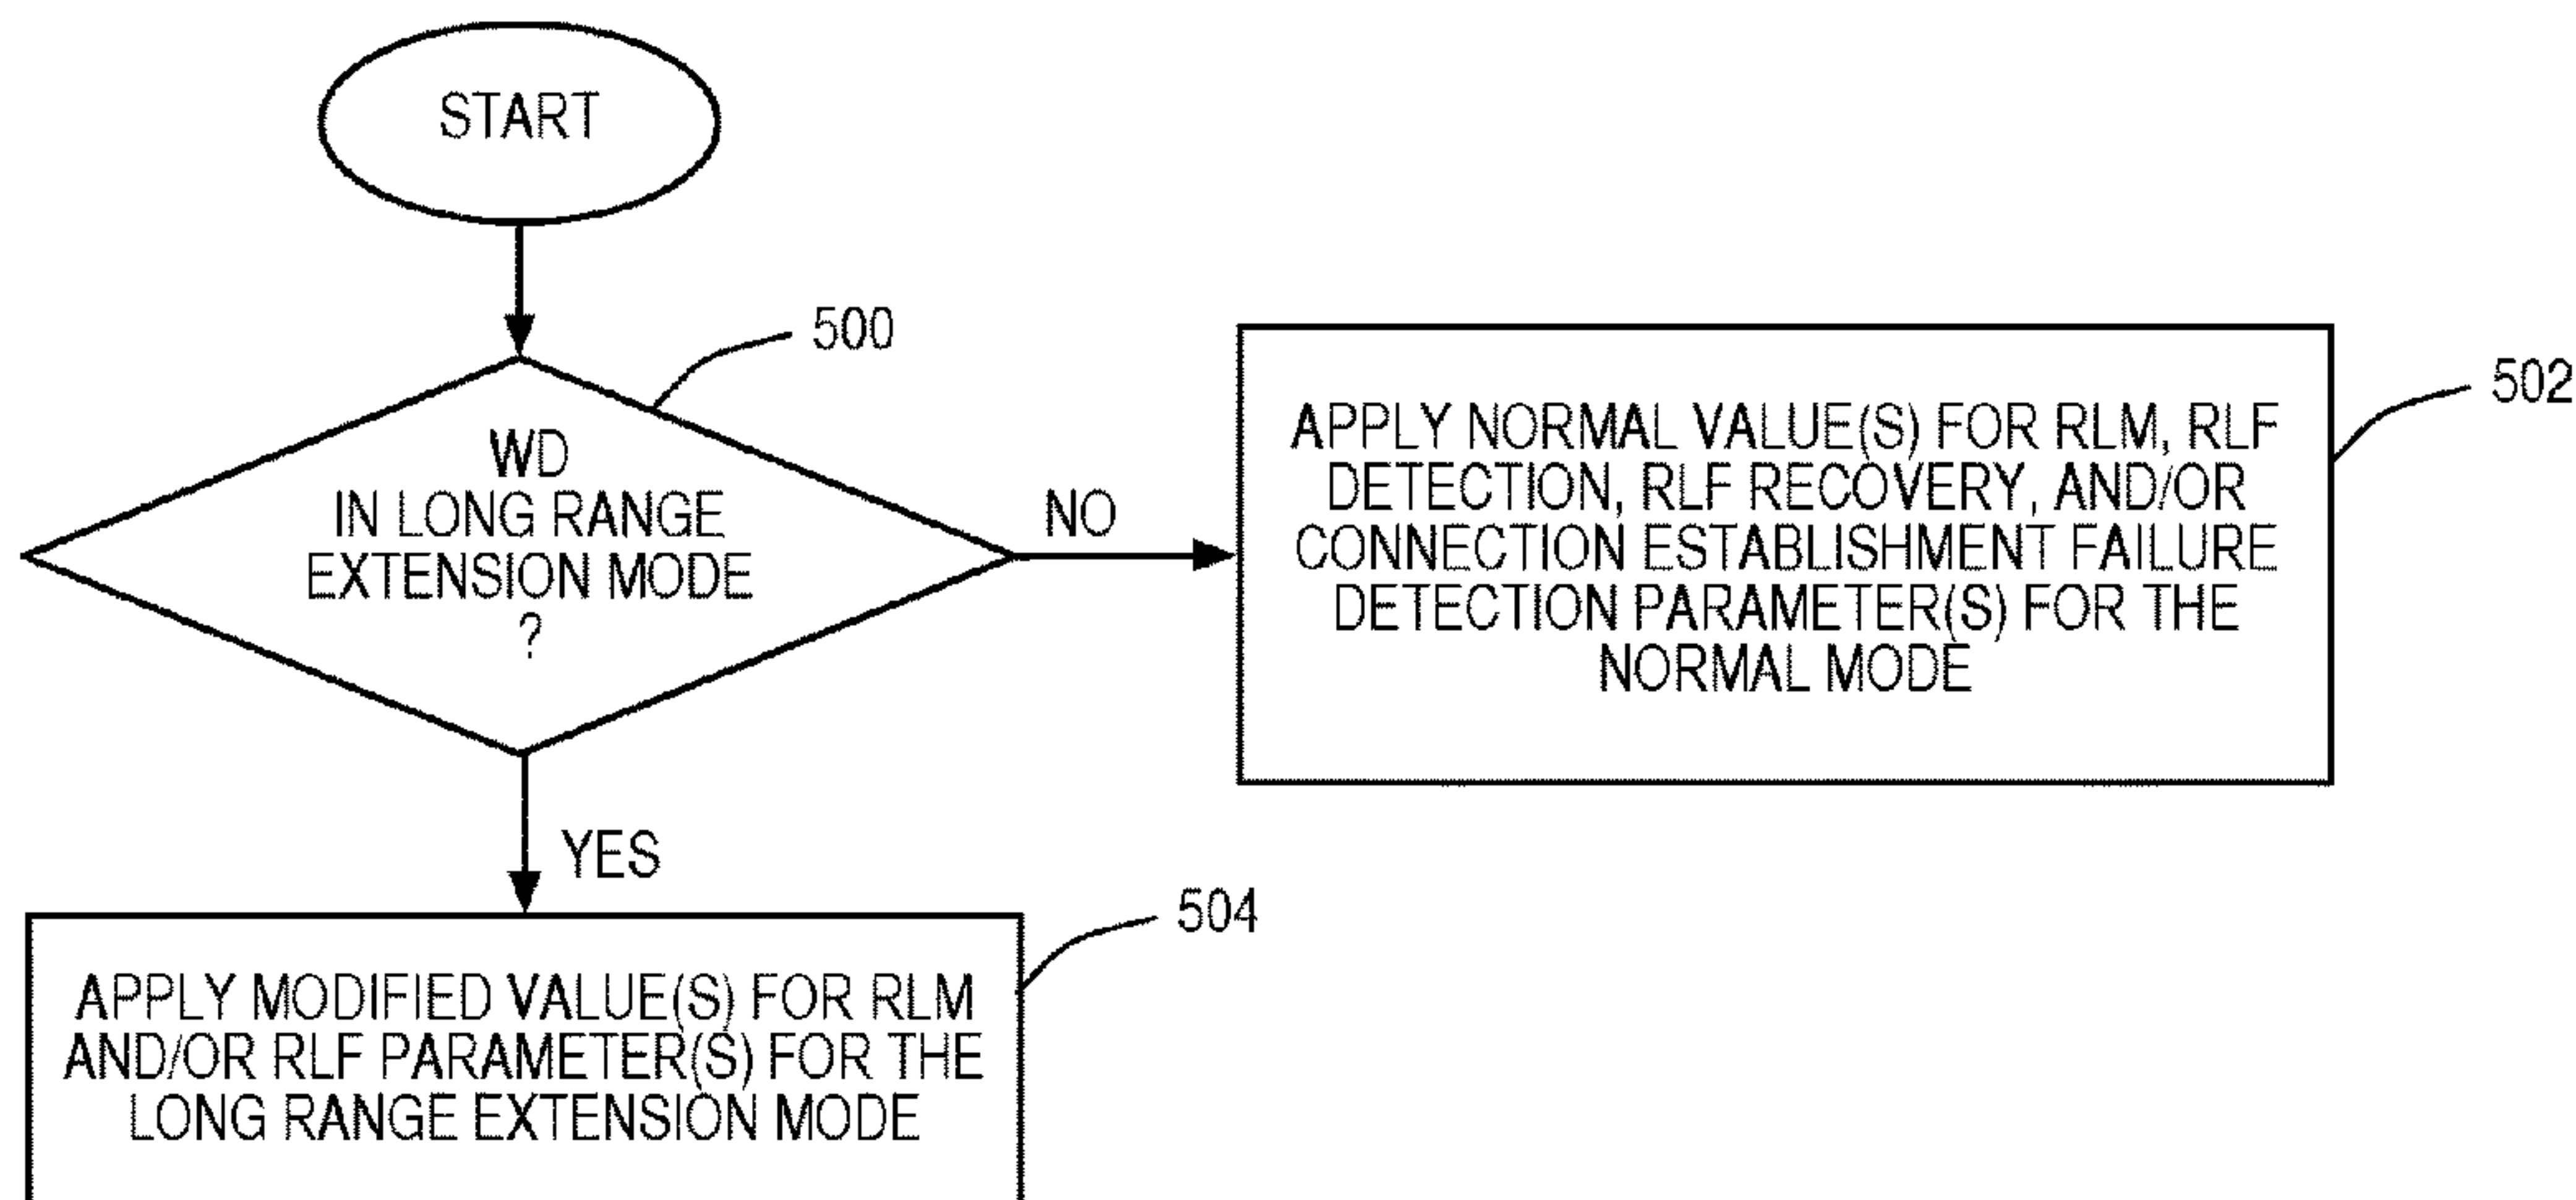 START
500
WD
IN LONG RANGE
EXTENSION MODE
?
NO
APPLY NORMAL VALUE(S) FOR RLM, RLF
DETECTION, RLF RECOVERY, AND/OR
CONNECTION ESTABLISHMENT FAILURE
DETECTION PARAMETER(S) FOR THE
NORMAL MODE
502
YES
504
APPLY MODIFIED VALUE(S) FOR RLM
AND/OR RLF PARAMETER(S) FOR THE
LONG RANGE EXTENSION MODE